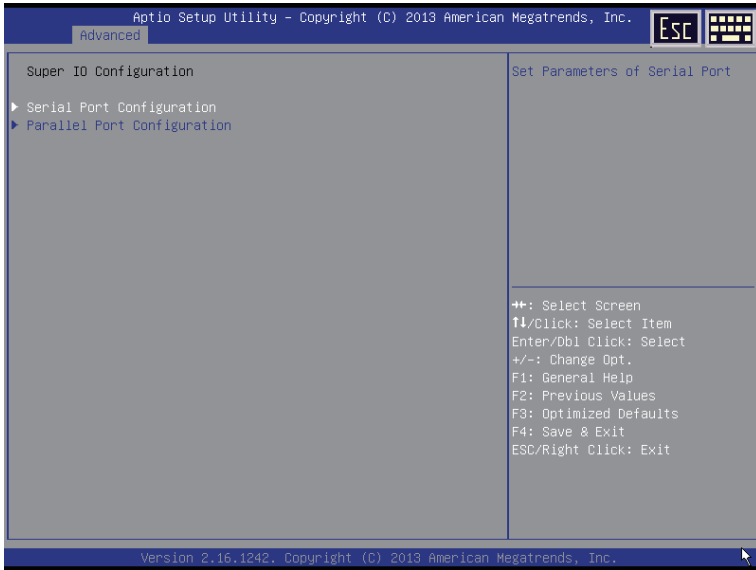 Aptio Setup Utility – Copyright (C) 2013 American Megatrends, Inc.
Esc
Advanced
Super IO Configuration
Serial Port Configuration
Parallel Port Configuration
Set Parameters of Serial Port
→←: Select Screen
↑↓/Click: Select Item
Enter/Dbl Click: Select
+/-: Change Opt.
F1: General Help
F2: Previous Values
F3: Optimized Defaults
F4: Save & Exit
ESC/Right Click: Exit
Version 2.16.1242. Copyright (C) 2013 American Megatrends, Inc.